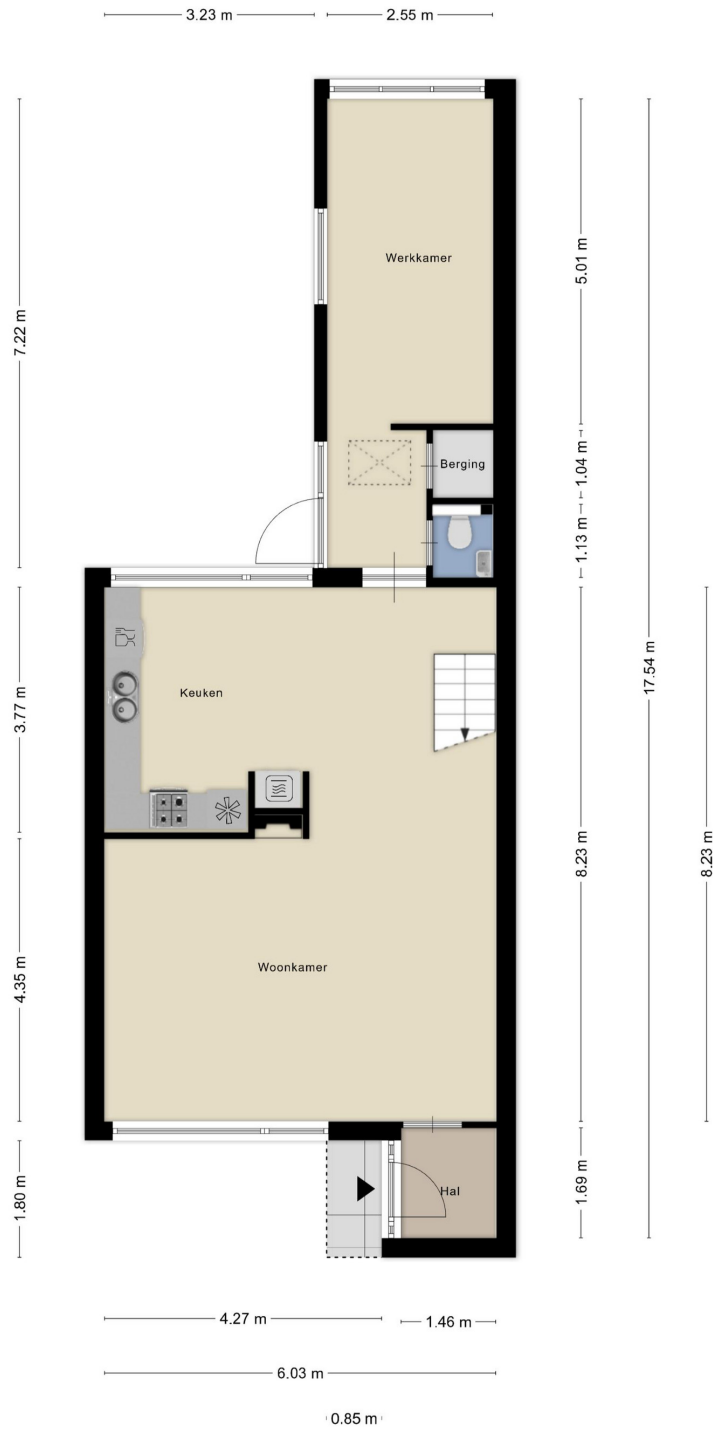 3.23 m
2.55 m
7.22 m
5.01 m
Werkkamer
1.04 m
Berging
1.13 m
17.54 m
3.77 m
Keuken
8.23 m
8.23 m
4.35 m
Woonkamer
1.80 m
1.69 m
Hal
4.27 m
1.46 m
6.03 m
0.85 m